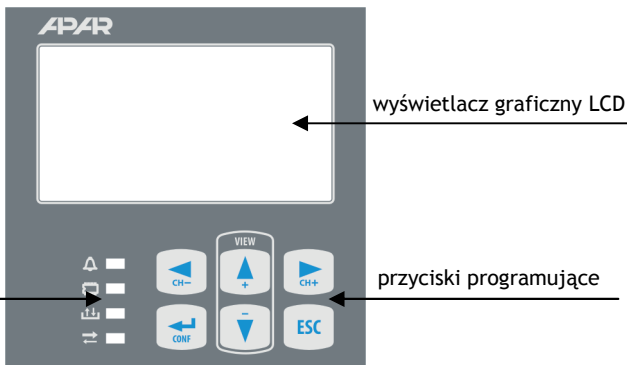 APAR
wyświetlacz graficzny LCD
VIEW
CH−
+
CH+
przyciski programujące
CONF
−
ESC